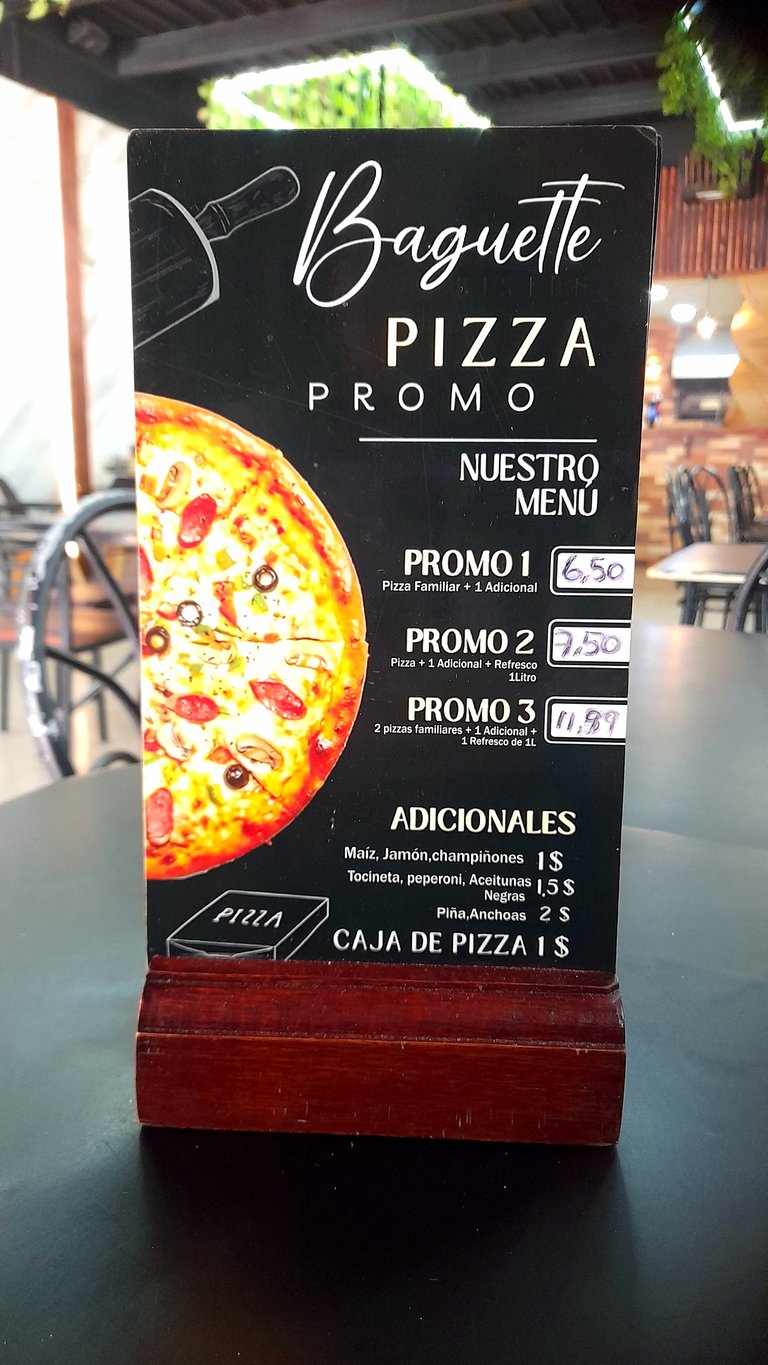 Baguette
PIZZA
PROMO
NUESTRO
MENÚ
PROMO 1 6,50
Pizza Familiar + 1 Adicional
PROMO 2 7,50
Pizza + 1 Adicional + Refresco
1Litro
PROMO 3 11,99
2 pizzas familiares + 1 Adicional +
1 Refresco de 1L
ADICIONALES
Maíz, Jamón,champiñones 1 $
Tocineta, peperoni, Aceitunas 1,5 $
Negras
Piña,Anchoas 2 $
PIZZA
CAJA DE PIZZA 1 $